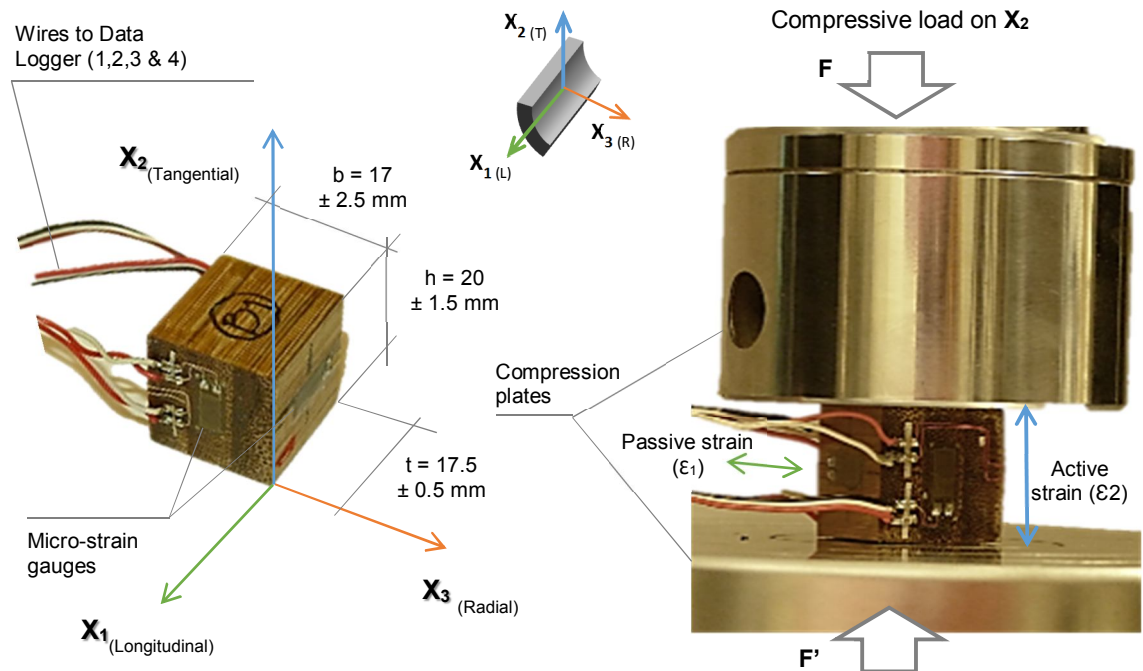 Wires to Data
Logger (1,2,3 & 4)
X2 (Tangential)
b = 17
± 2.5 mm
h = 20
± 1.5 mm
t = 17.5
± 0.5 mm
Micro-strain
gauges
X1 (Longitudinal)
X3 (Radial)
X2 (T)
X3 (R)
X1 (L)
Compressive load on X2
F
Compression
plates
Passive strain
(Ɛ1)
Active
strain (Ɛ2)
F'